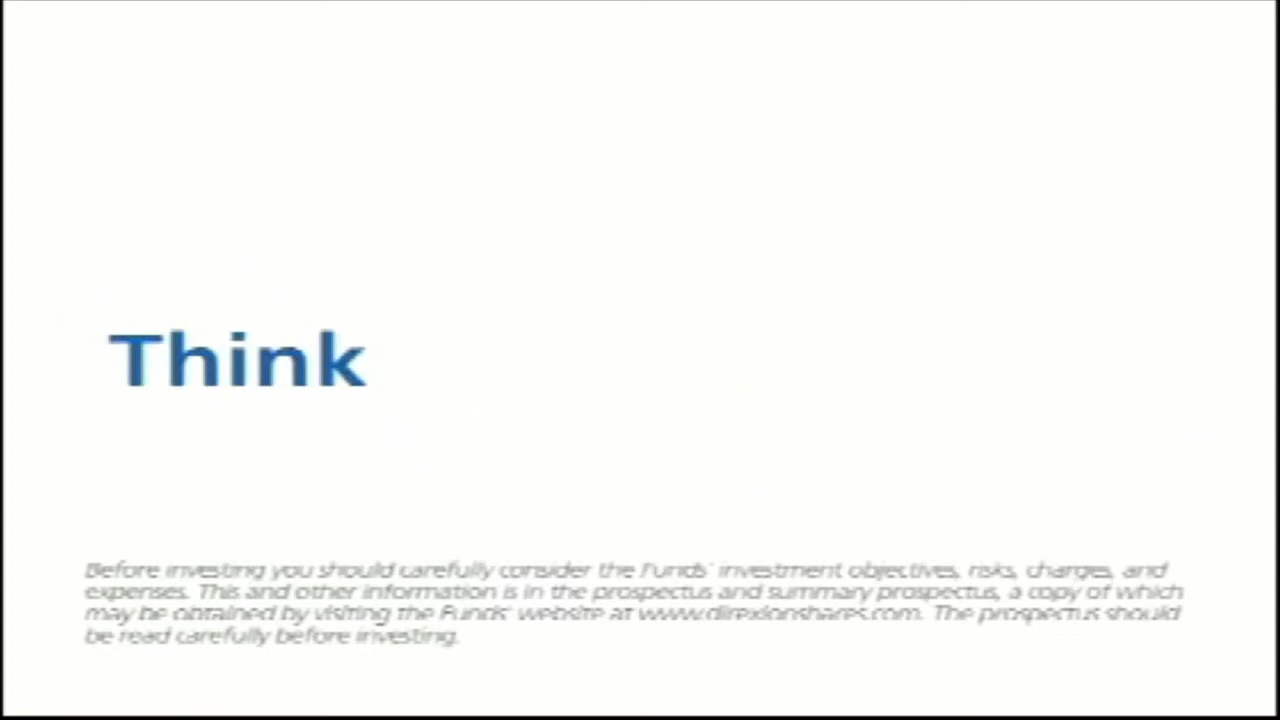 Think
Before investing you should carefully consider the Funds' investment objectives, risks, charges, and
expenses. This and other information is in the prospectus and summary prospectus, a copy of which
may be obtained by visiting the Funds' website at www.direxionshares.com. The prospectus should
be read carefully before investing.